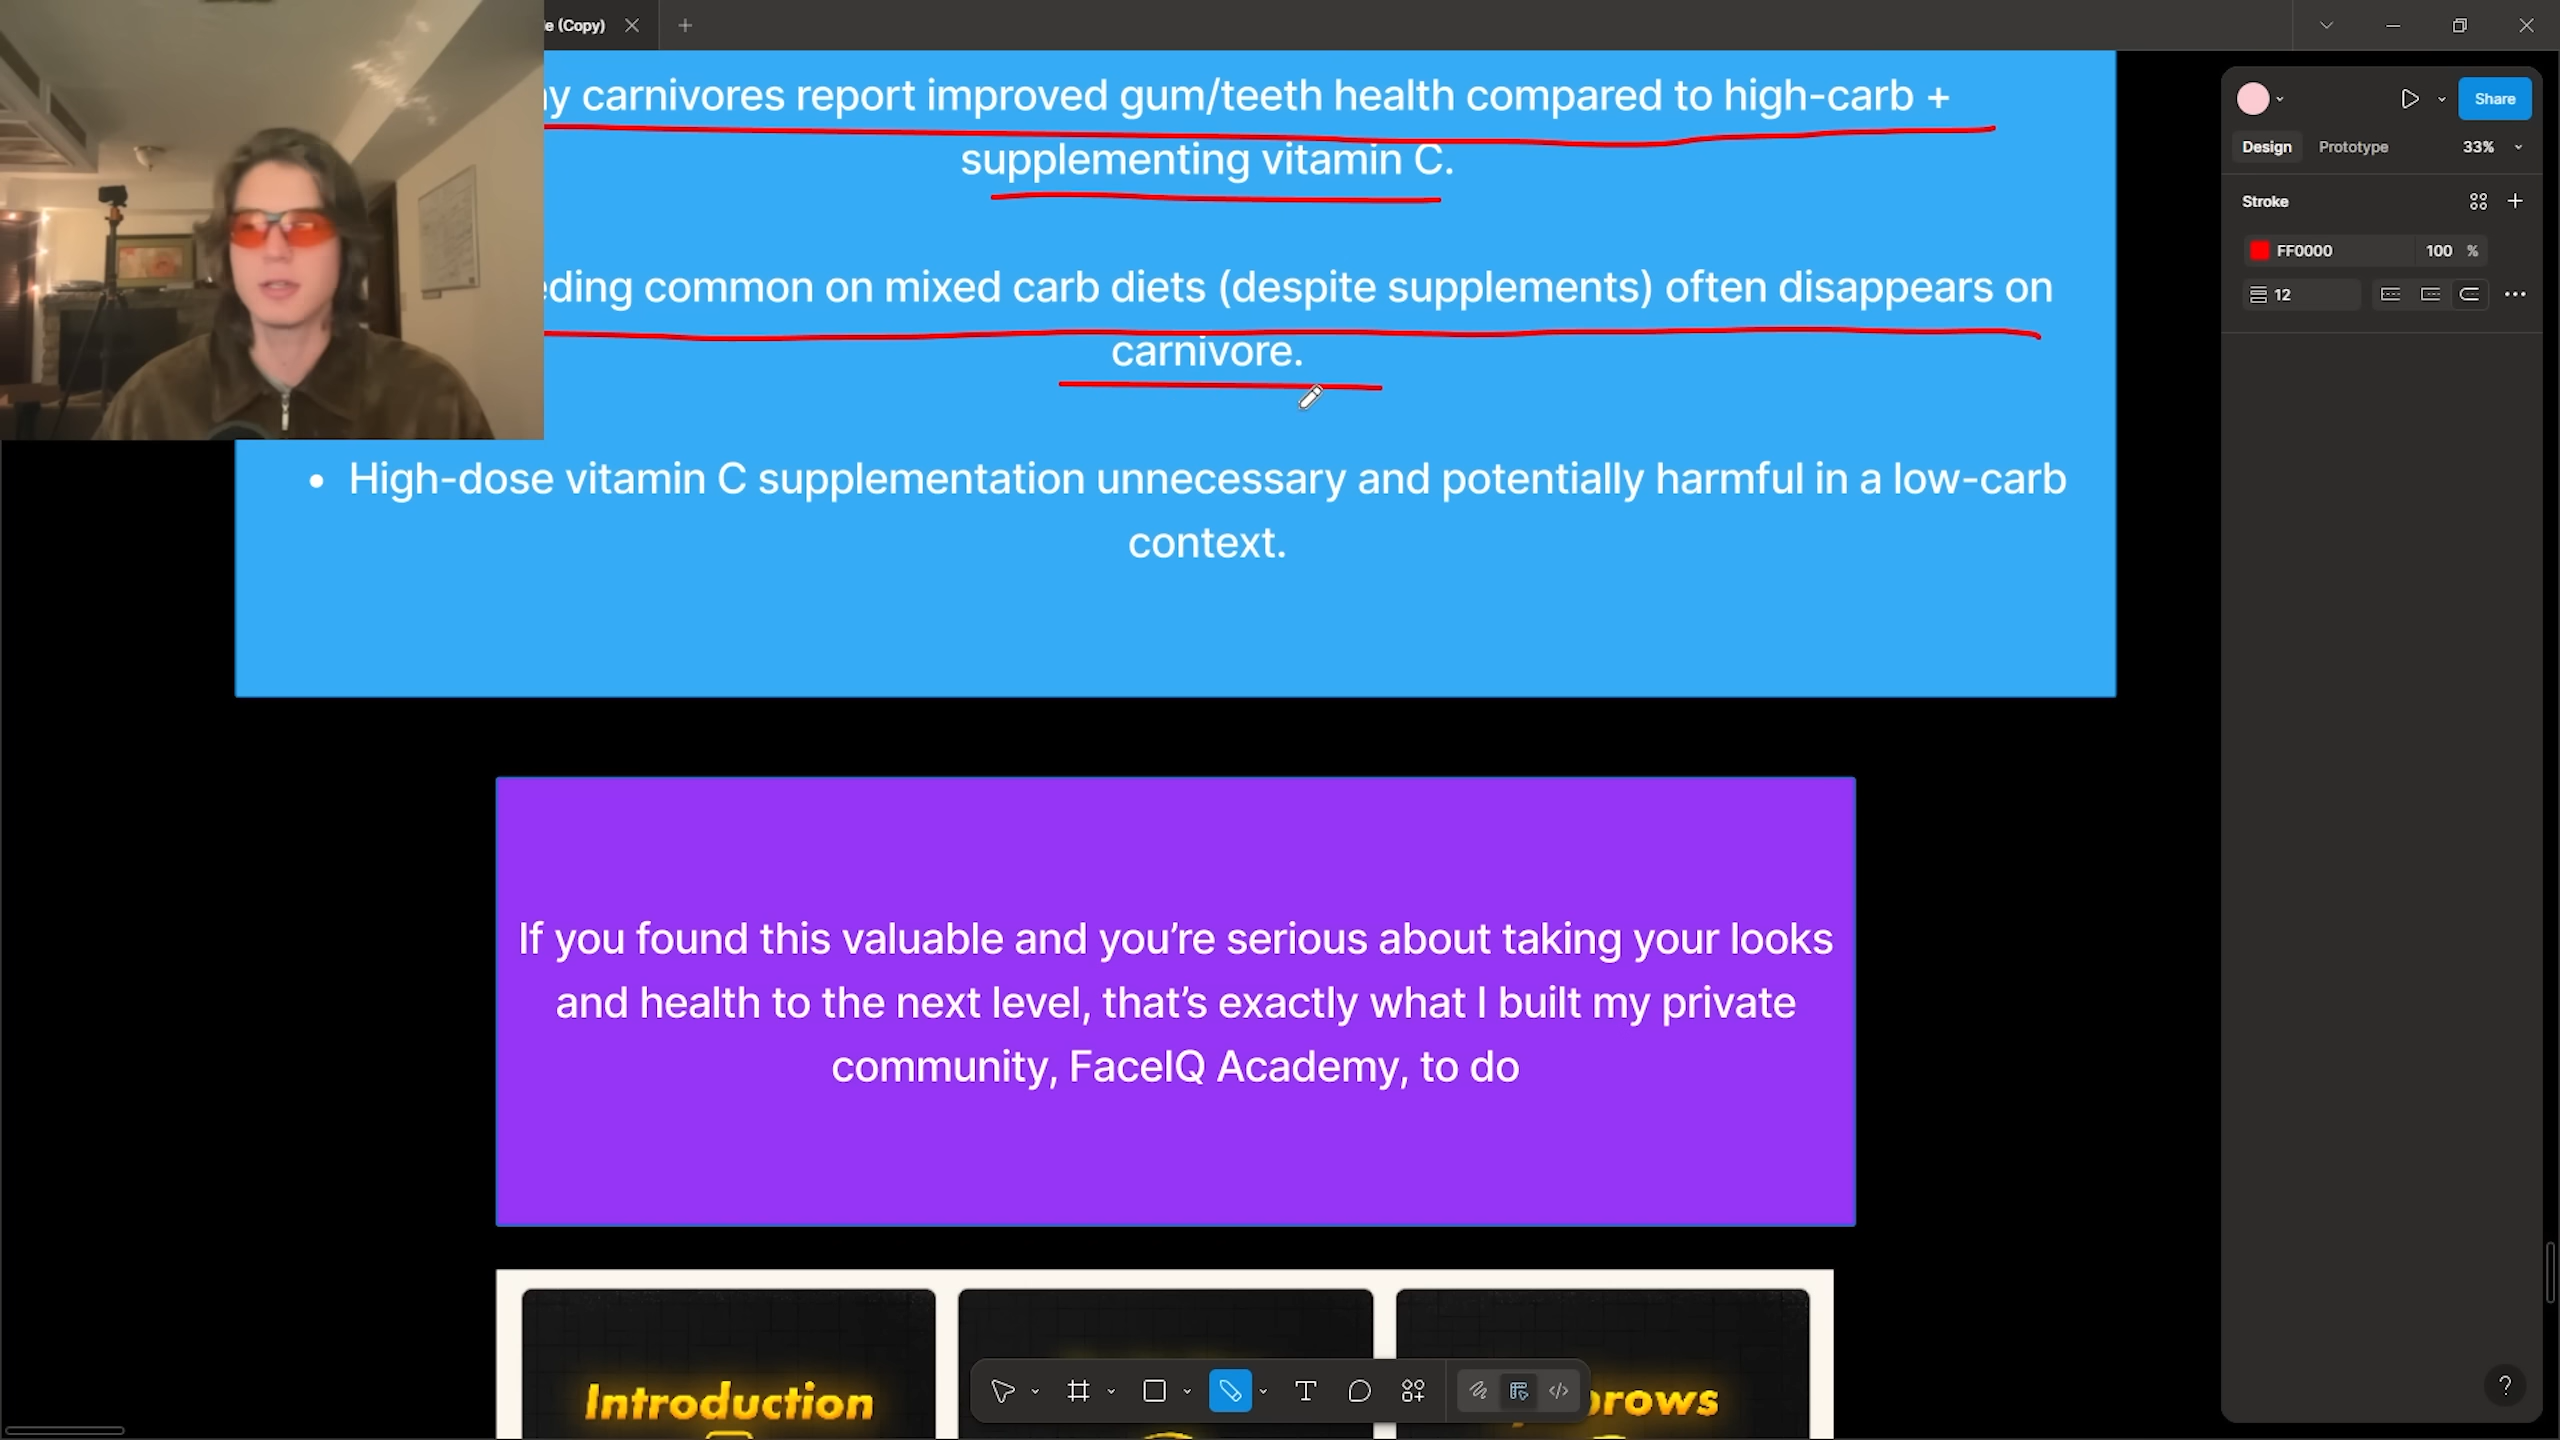 (Copy)
carnivores report improved gum/teeth health compared to high-carb +
supplementing vitamin C.
common on mixed carb diets (despite supplements) often disappears on
carnivore.
• High-dose vitamin C supplementation unnecessary and potentially harmful in a low-carb
context.
If you found this valuable and you're serious about taking your looks
and health to the next level, that's exactly what I built my private
community, FaceIQ Academy, to do
Introduction
Share
Design Prototype 33%
Stroke
FF0000 100 %
12
?